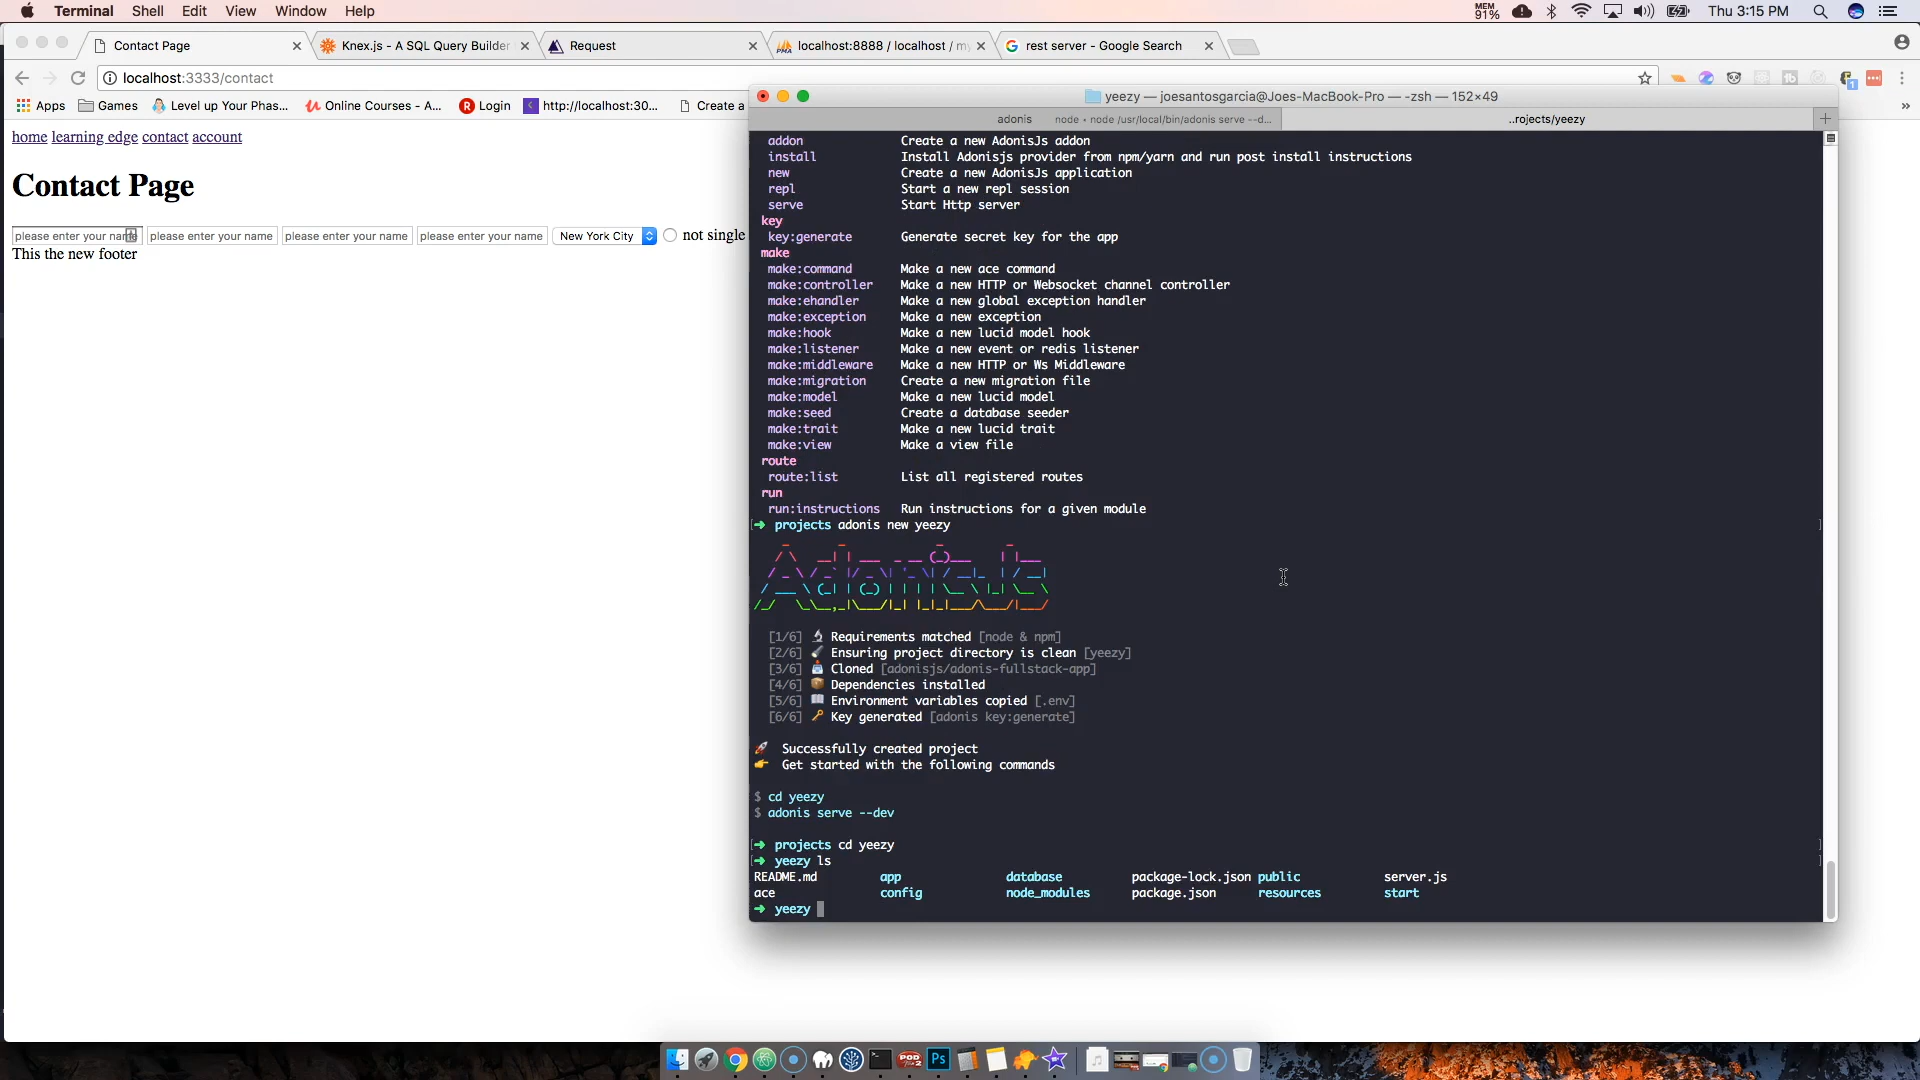 Terminal Shell Edit View Window Help MEM 91% Thu 3:15 PM
Contact Page Knex.js - A SQL Query Builder Request localhost:8888 / localhost / my rest server - Google Search
localhost:3333/contact
Apps Games Level up Your Phas... Online Courses - A... Login http://localhost:30... Create a
yeezy — joesantosgarcia@Joes-MacBook-Pro — -zsh — 152×49
adonis node • node /usr/local/bin/adonis serve --d... ..rojects/yeezy
home learning edge contact account
Contact Page
please enter your name please enter your name please enter your name please enter your name New York City not single
This the new footer
addon Create a new AdonisJs addon
install Install Adonisjs provider from npm/yarn and run post install instructions
new Create a new AdonisJs application
repl Start a new repl session
serve Start Http server
key
key:generate Generate secret key for the app
make
make:command Make a new ace command
make:controller Make a new HTTP or Websocket channel controller
make:ehandler Make a new global exception handler
make:exception Make a new exception
make:hook Make a new lucid model hook
make:listener Make a new event or redis listener
make:middleware Make a new HTTP or Ws Middleware
make:migration Create a new migration file
make:model Make a new lucid model
make:seed Create a database seeder
make:trait Make a new lucid trait
make:view Make a view file
route
route:list List all registered routes
run
run:instructions Run instructions for a given module
➜ projects adonis new yeezy
AdonisJs
[1/6] Requirements matched [node & npm]
[2/6] Ensuring project directory is clean [yeezy]
[3/6] Cloned [adonisjs/adonis-fullstack-app]
[4/6] Dependencies installed
[5/6] Environment variables copied [.env]
[6/6] Key generated [adonis key:generate]
Successfully created project
Get started with the following commands
$ cd yeezy
$ adonis serve --dev
➜ projects cd yeezy
➜ yeezy ls
README.md app database package-lock.json public server.js
ace config node_modules package.json resources start
➜ yeezy